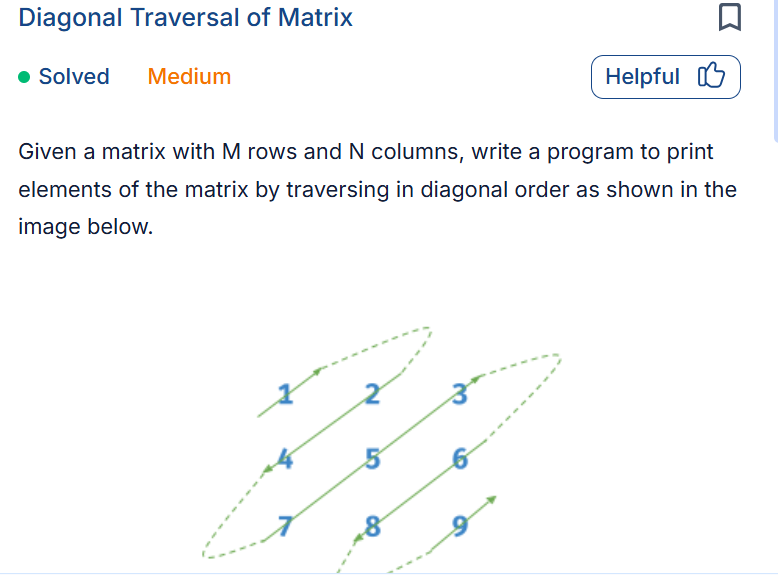 Diagonal Traversal of Matrix
Solved Medium Helpful
Given a matrix with M rows and N columns, write a program to print
elements of the matrix by traversing in diagonal order as shown in the
image below.
1 2 3
4 5 6
7 8 9